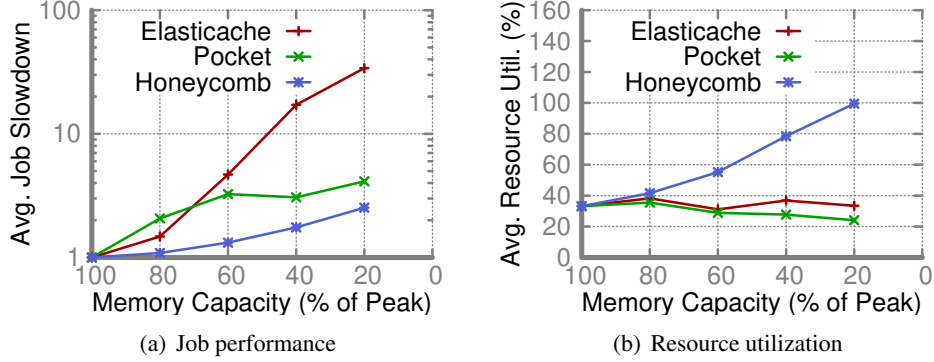 100
10
1
Avg. Job Slowdown
Elasticache
Pocket
Honeycomb
100 80 60 40 20 0
Memory Capacity (% of Peak)
(a) Job performance
160
140
120
100
80
60
40
20
0
Avg. Resource Util. (%)
Elasticache
Pocket
Honeycomb
100 80 60 40 20 0
Memory Capacity (% of Peak)
(b) Resource utilization